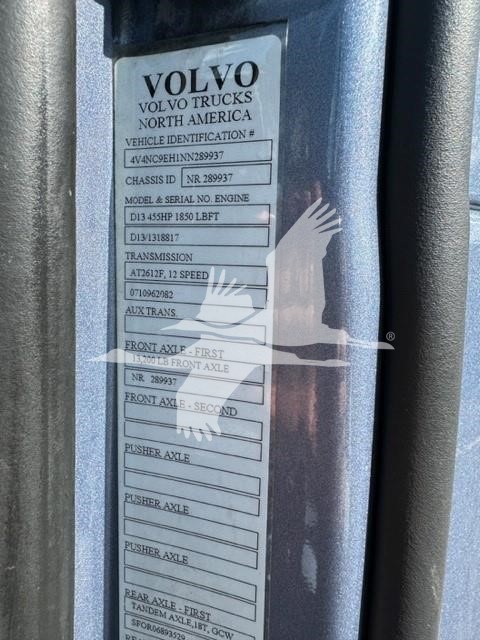 VOLVO
VOLVO TRUCKS
NORTH AMERICA
VEHICLE IDENTIFICATION #
4V4NC9EH1NN289937
CHASSIS ID NR 289937
MODEL & SERIAL NO. ENGINE
D13 455HP 1850 LBFT
D13/1318817
TRANSMISSION
AT2612F, 12 SPEED
0710962082
AUX TRANS.
FRONT AXLE - FIRST
13,200 LB FRONT AXLE
NR 289937
FRONT AXLE - SECOND
PUSHER AXLE
PUSHER AXLE
PUSHER AXLE
REAR AXLE - FIRST
TANDEM AXLE,18T, GCW
SFOR06893529
®